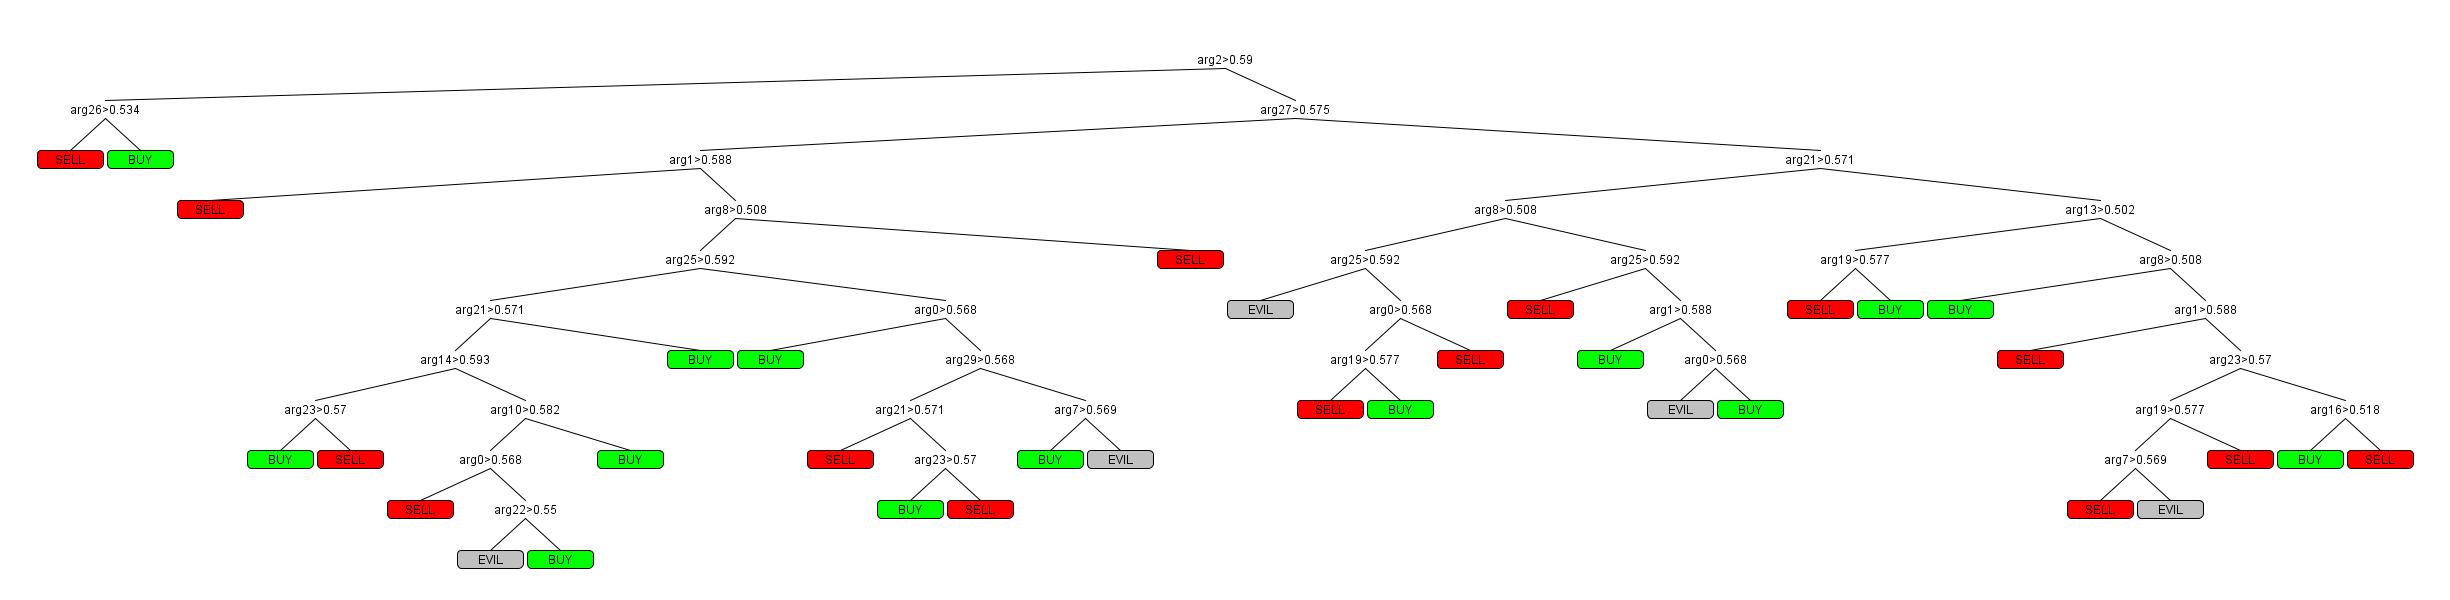 arg2>0.59
arg26>0.534 arg27>0.575
SELL BUY arg1>0.588 arg21>0.571
SELL arg8>0.508 arg8>0.508 arg13>0.502
arg25>0.592 SELL arg25>0.592 arg25>0.592 arg19>0.577 arg8>0.508
arg21>0.571 arg0>0.568 EVIL arg0>0.568 SELL arg1>0.588 SELL BUY BUY arg1>0.588
arg14>0.593 BUY BUY arg29>0.568 arg19>0.577 SELL BUY arg0>0.568 SELL arg23>0.57
arg23>0.57 arg10>0.582 arg21>0.571 arg7>0.569 SELL BUY EVIL BUY arg19>0.577 arg16>0.518
BUY SELL arg0>0.568 BUY SELL arg23>0.57 BUY EVIL arg7>0.569 SELL BUY SELL
SELL arg22>0.55 BUY SELL SELL EVIL
EVIL BUY